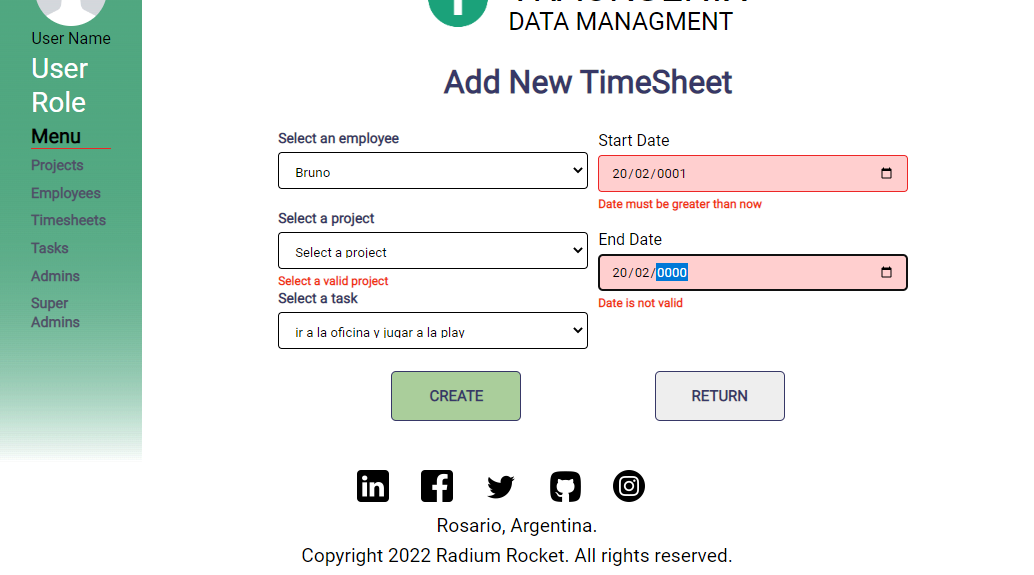 DATA MANAGMENT
User Name
User
Role
Menu
Projects
Employees
Timesheets
Tasks
Admins
Super
Admins
Add New TimeSheet
Select an employee
Bruno
Select a project
Select a project
Select a valid project
Select a task
ir a la oficina y jugar a la play
Start Date
20/02/0001
Date must be greater than now
End Date
20/02/0000
Date is not valid
CREATE
RETURN
Rosario, Argentina.
Copyright 2022 Radium Rocket. All rights reserved.